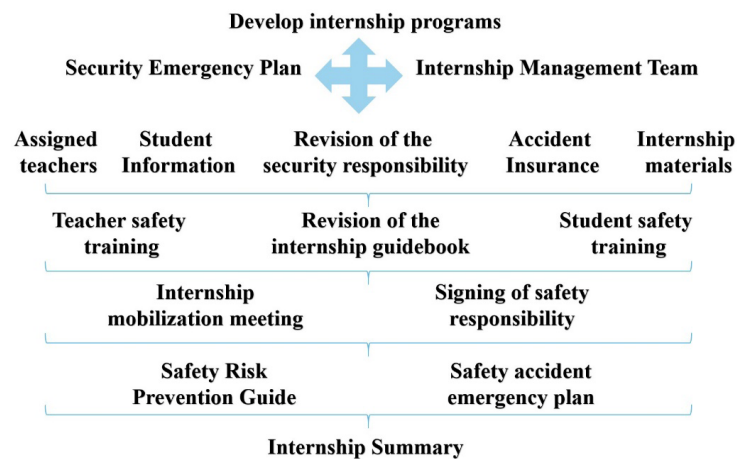 Develop internship programs
Security Emergency Plan
Internship Management Team
Assigned
teachers
Student
Information
Revision of the
security responsibility
Accident
Insurance
Internship
materials
Teacher safety
training
Revision of the
internship guidebook
Student safety
training
Internship
mobilization meeting
Signing of safety
responsibility
Safety Risk
Prevention Guide
Safety accident
emergency plan
Internship Summary